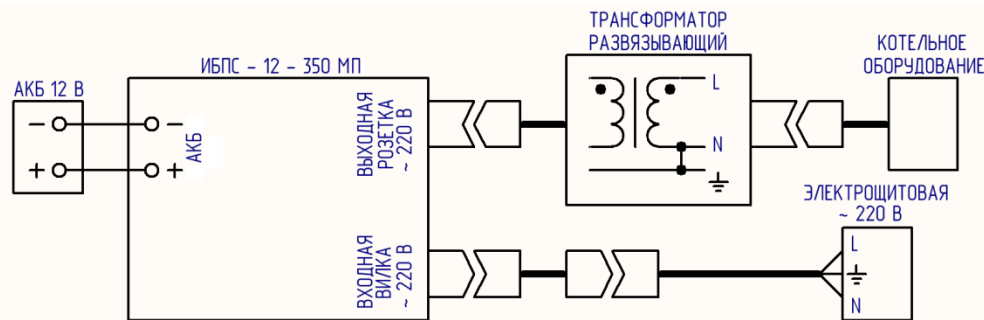 ТРАНСФОРМАТОР
РАЗВЯЗЫВАЮЩИЙ
КОТЕЛЬНОЕ
ОБОРУДОВАНИЕ
АКБ 12 В
ИБПС - 12 - 350 МП
–
+
–
+
АКБ
ВЫХОДНАЯ
РОЗЕТКА
~ 220 В
L
N
ВХОДНАЯ
ВИЛКА
~ 220 В
ЭЛЕКТРОЩИТОВАЯ
~ 220 В
L
N